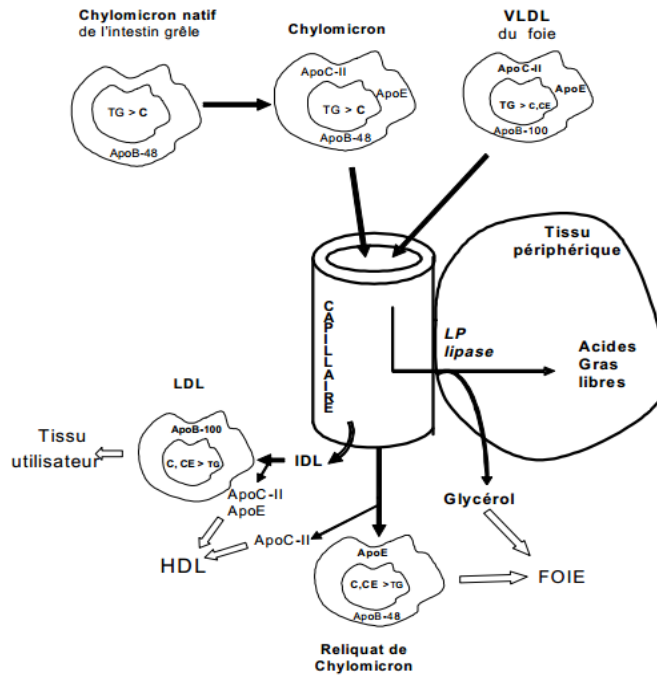 Chylomicron natif
de l'intestin grêle
Chylomicron
VLDL
du foie
TG > C
ApoB-48
ApoC-II
ApoE
TG > C
ApoB-48
ApoC-II
ApoE
TG > C,CE
ApoB-100
Tissu
périphérique
CAPILLAIRE
LP
lipase
Acides
Gras
libres
LDL
ApoB-100
C, CE > TG
Tissu
utilisateur
IDL
ApoC-II
ApoE
HDL
ApoC-II
Glycérol
FOIE
ApoE
C,CE >TG
ApoB-48
Reliquat de
Chylomicron